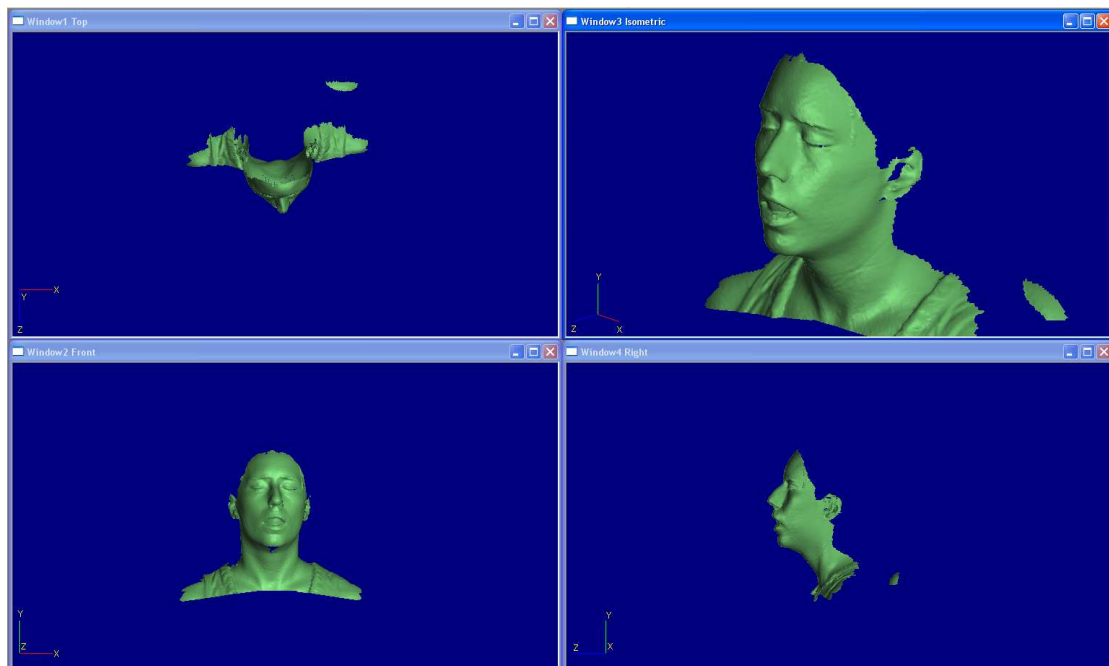 Window1 Top
Y
X
Z
Window3 Isometric
Y
Z
X
Window2 Front
Y
Z
X
Window4 Right
Y
Z
X